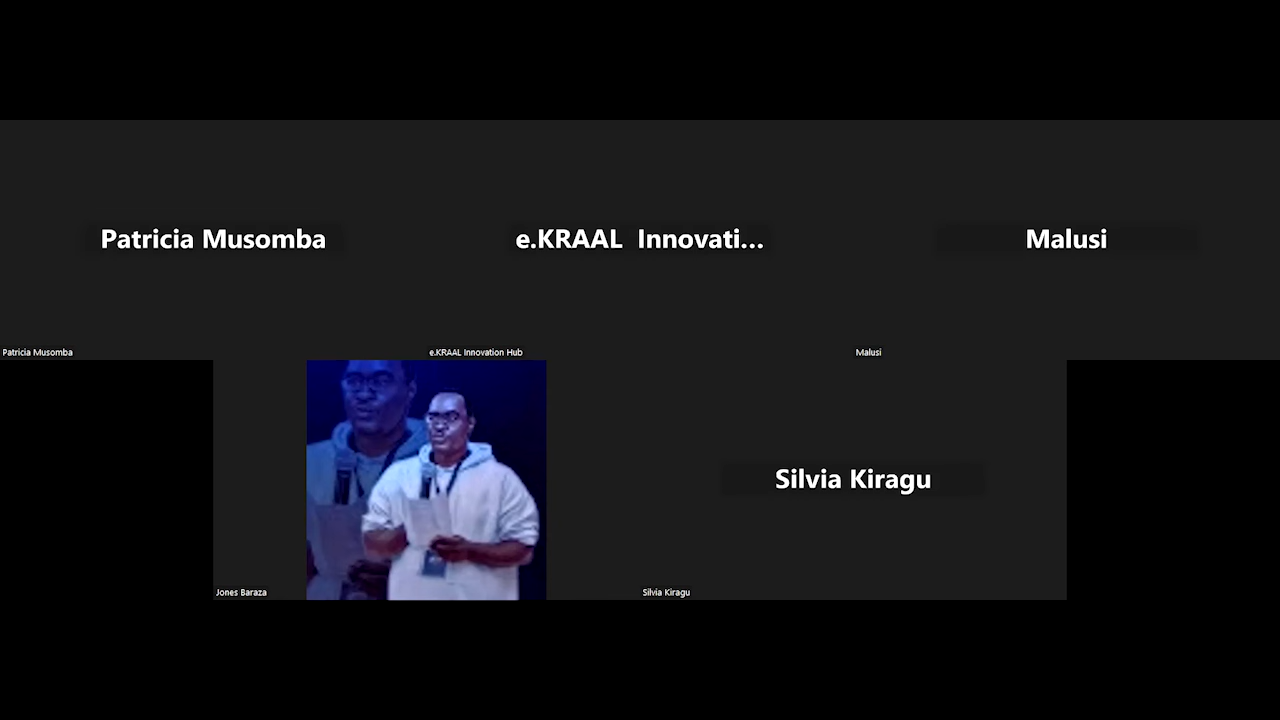 Patricia Musomba
e.KRAAL Innovati...
Malusi
Patricia Musomba
e.KRAAL Innovation Hub
Malusi
Silvia Kiragu
Jones Baraza
Silvia Kiragu